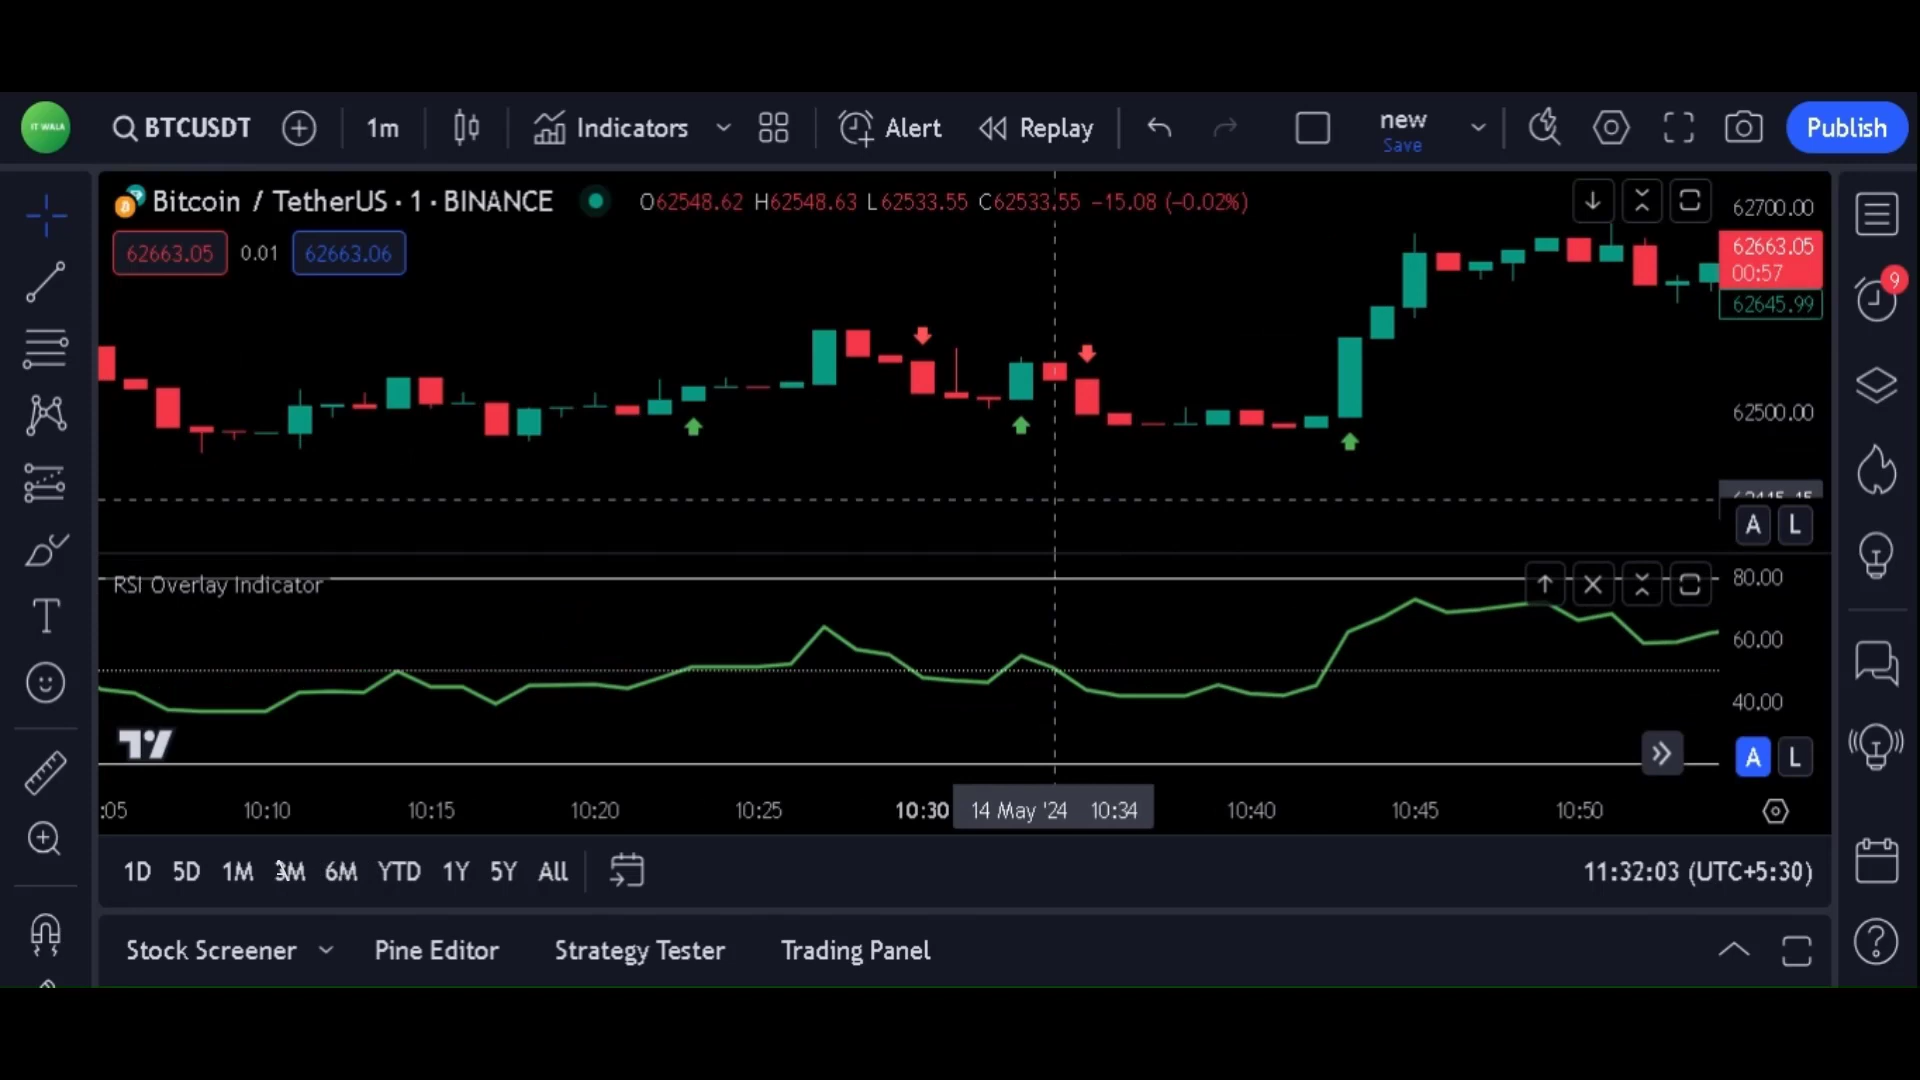 IT WALA
BTCUSDT
1m
Indicators
Alert
Replay
new
Save
Publish
Bitcoin / TetherUS · 1 · BINANCE
O62548.62 H62548.63 L62533.55 C62533.55 −15.08 (−0.02%)
62663.05 0.01 62663.06
62700.00
62663.05
00:57
62645.99
9
62500.00
A L
RSI Overlay Indicator
80.00
60.00
40.00
A L
:05 10:10 10:15 10:20 10:25 10:30 14 May '24 10:34 10:40 10:45 10:50
1D 5D 1M 3M 6M YTD 1Y 5Y All
11:32:03 (UTC+5:30)
Stock Screener Pine Editor Strategy Tester Trading Panel